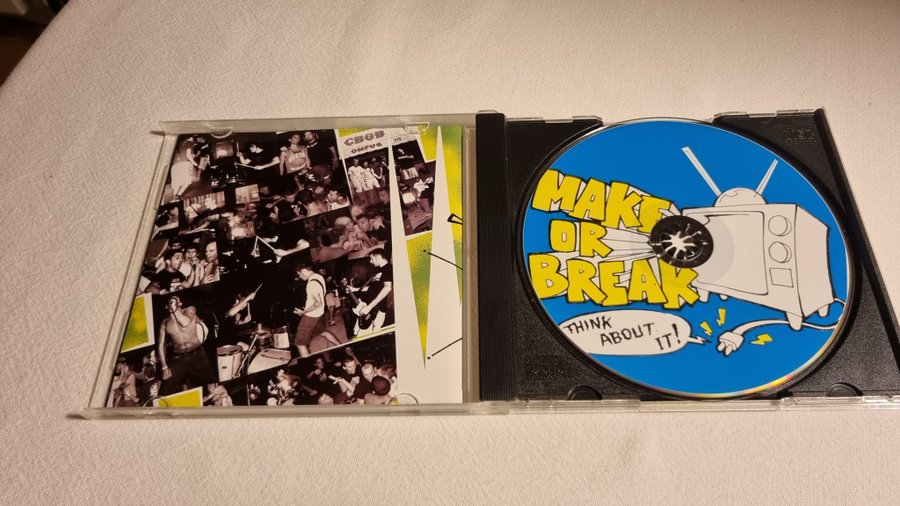 CBGB
OMFUG
MAKE
OR
BREAK
THINK
ABOUT
IT!